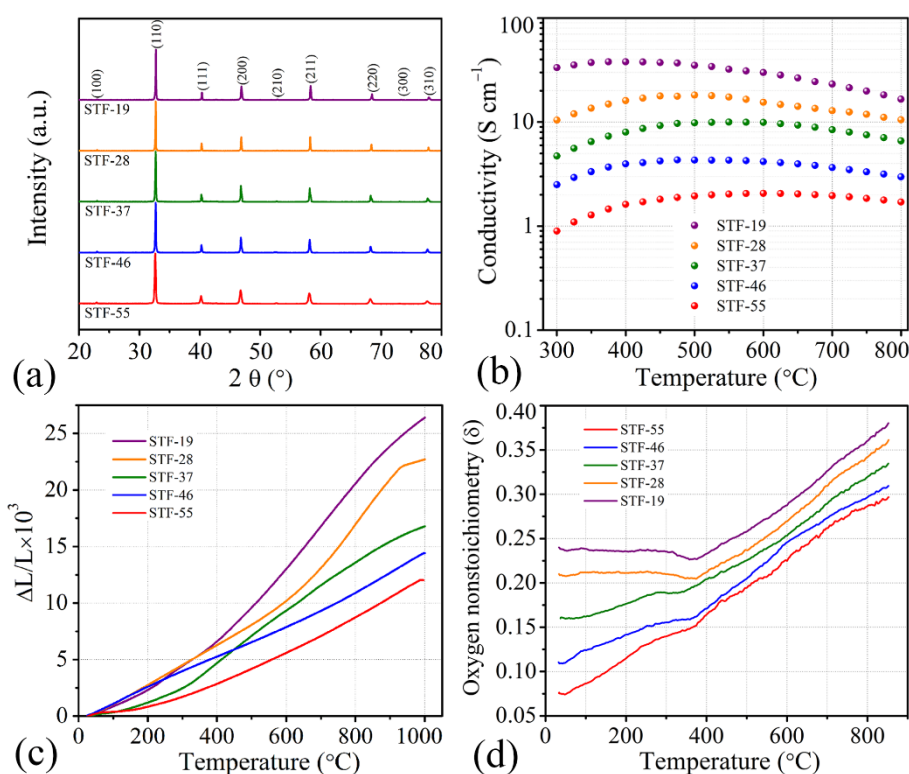 Intensity (a.u.)
(100)
(110)
(111)
(200)
(210)
(211)
(220)
(300)
(310)
STF-19
STF-28
STF-37
STF-46
STF-55
20 30 40 50 60 70 80
2 θ (°)
(a)
Conductivity (S cm⁻¹)
100
10
1
0.1
STF-19
STF-28
STF-37
STF-46
STF-55
300 400 500 600 700 800
Temperature (°C)
(b)
ΔL/L×10³
25
20
15
10
5
0
STF-19
STF-28
STF-37
STF-46
STF-55
0 200 400 600 800 1000
Temperature (°C)
(c)
Oxygen nonstoichiometry (δ)
0.40
0.35
0.30
0.25
0.20
0.15
0.10
0.05
STF-55
STF-46
STF-37
STF-28
STF-19
0 200 400 600 800
Temperature (°C)
(d)